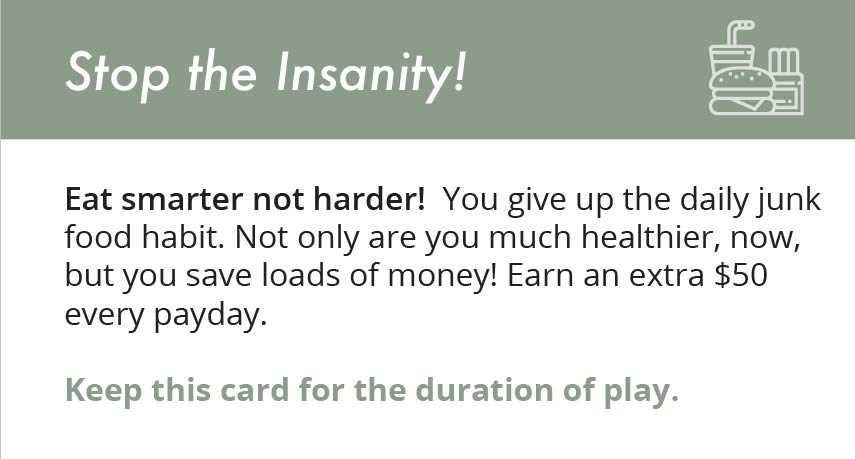 Stop the Insanity!
Eat smarter not harder!  You give up the daily junk
food habit. Not only are you much healthier, now,
but you save loads of money! Earn an extra $50
every payday.
Keep this card for the duration of play.